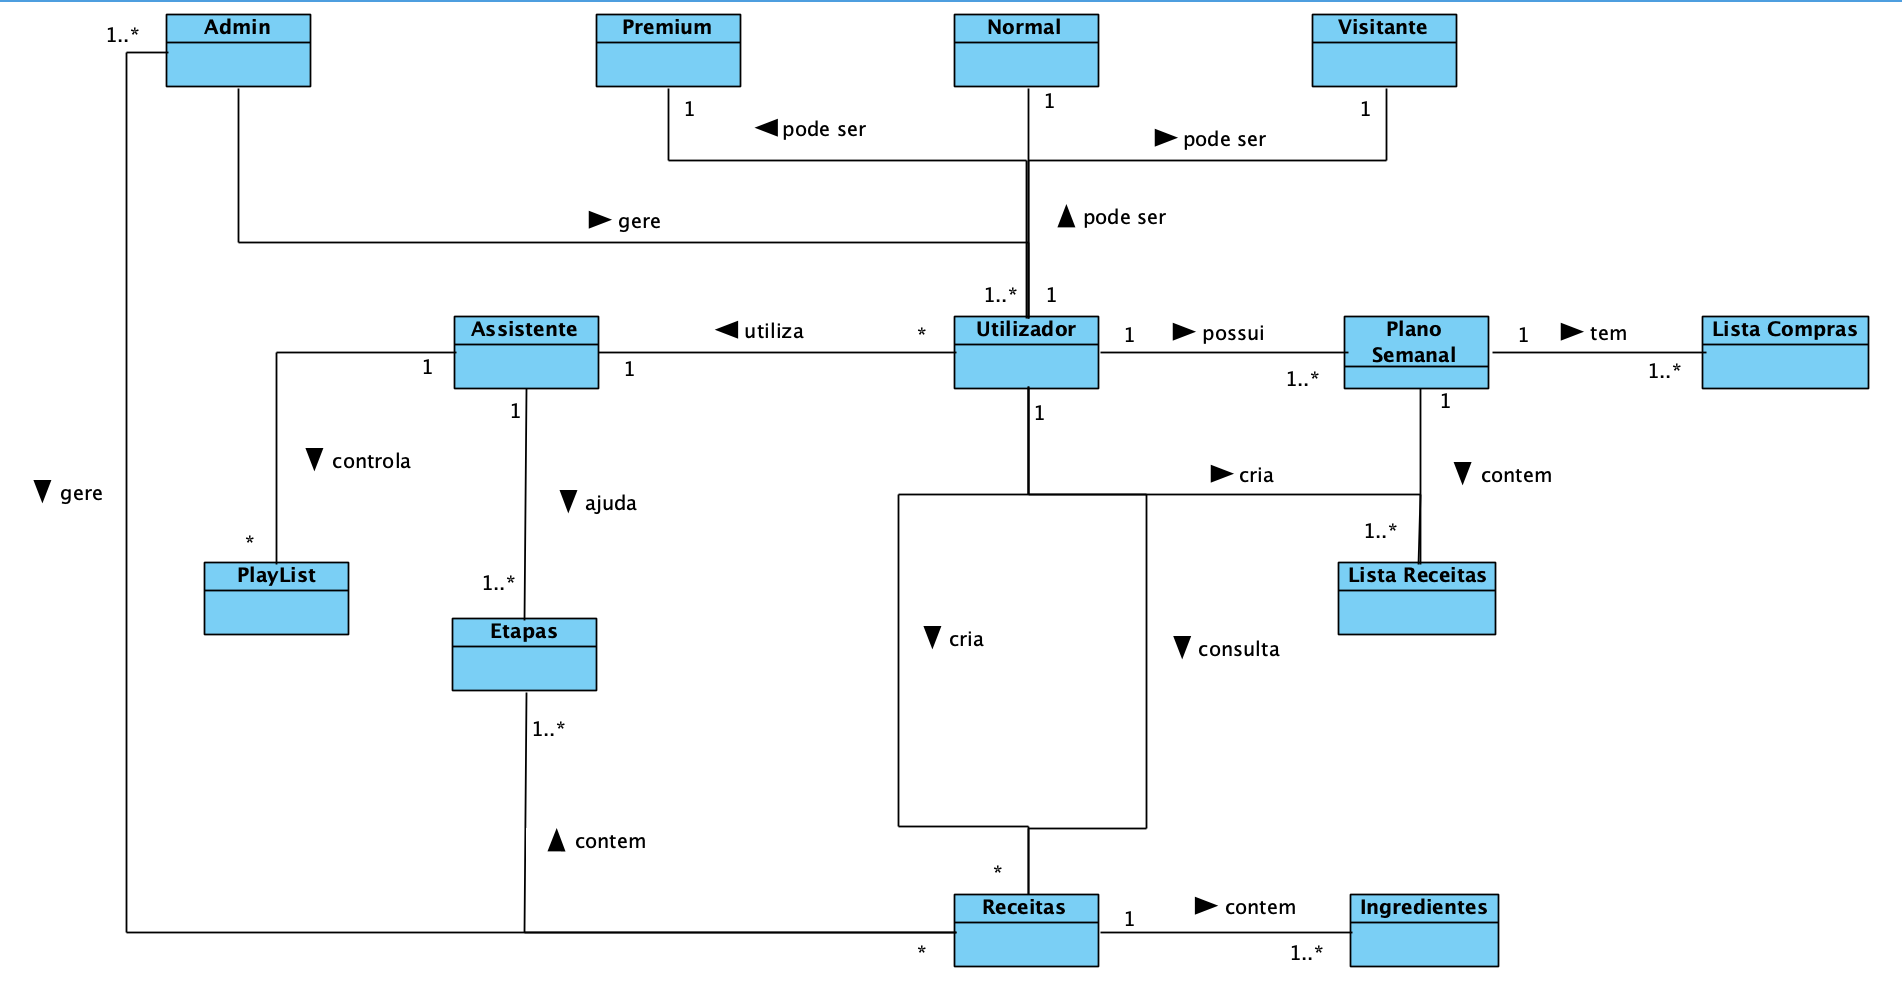 Admin
Premium
Normal
Visitante
1..*
1
1
1
pode ser
pode ser
gere
pode ser
1..*
1
Assistente
utiliza
*
Utilizador
1
possui
Plano
Semanal
1
tem
Lista Compras
1
1
1..*
1..*
1
1
1
controla
cria
contem
gere
ajuda
*
1..*
PlayList
1..*
Lista Receitas
Etapas
cria
consulta
1..*
contem
*
Receitas
1
contem
Ingredientes
*
1..*